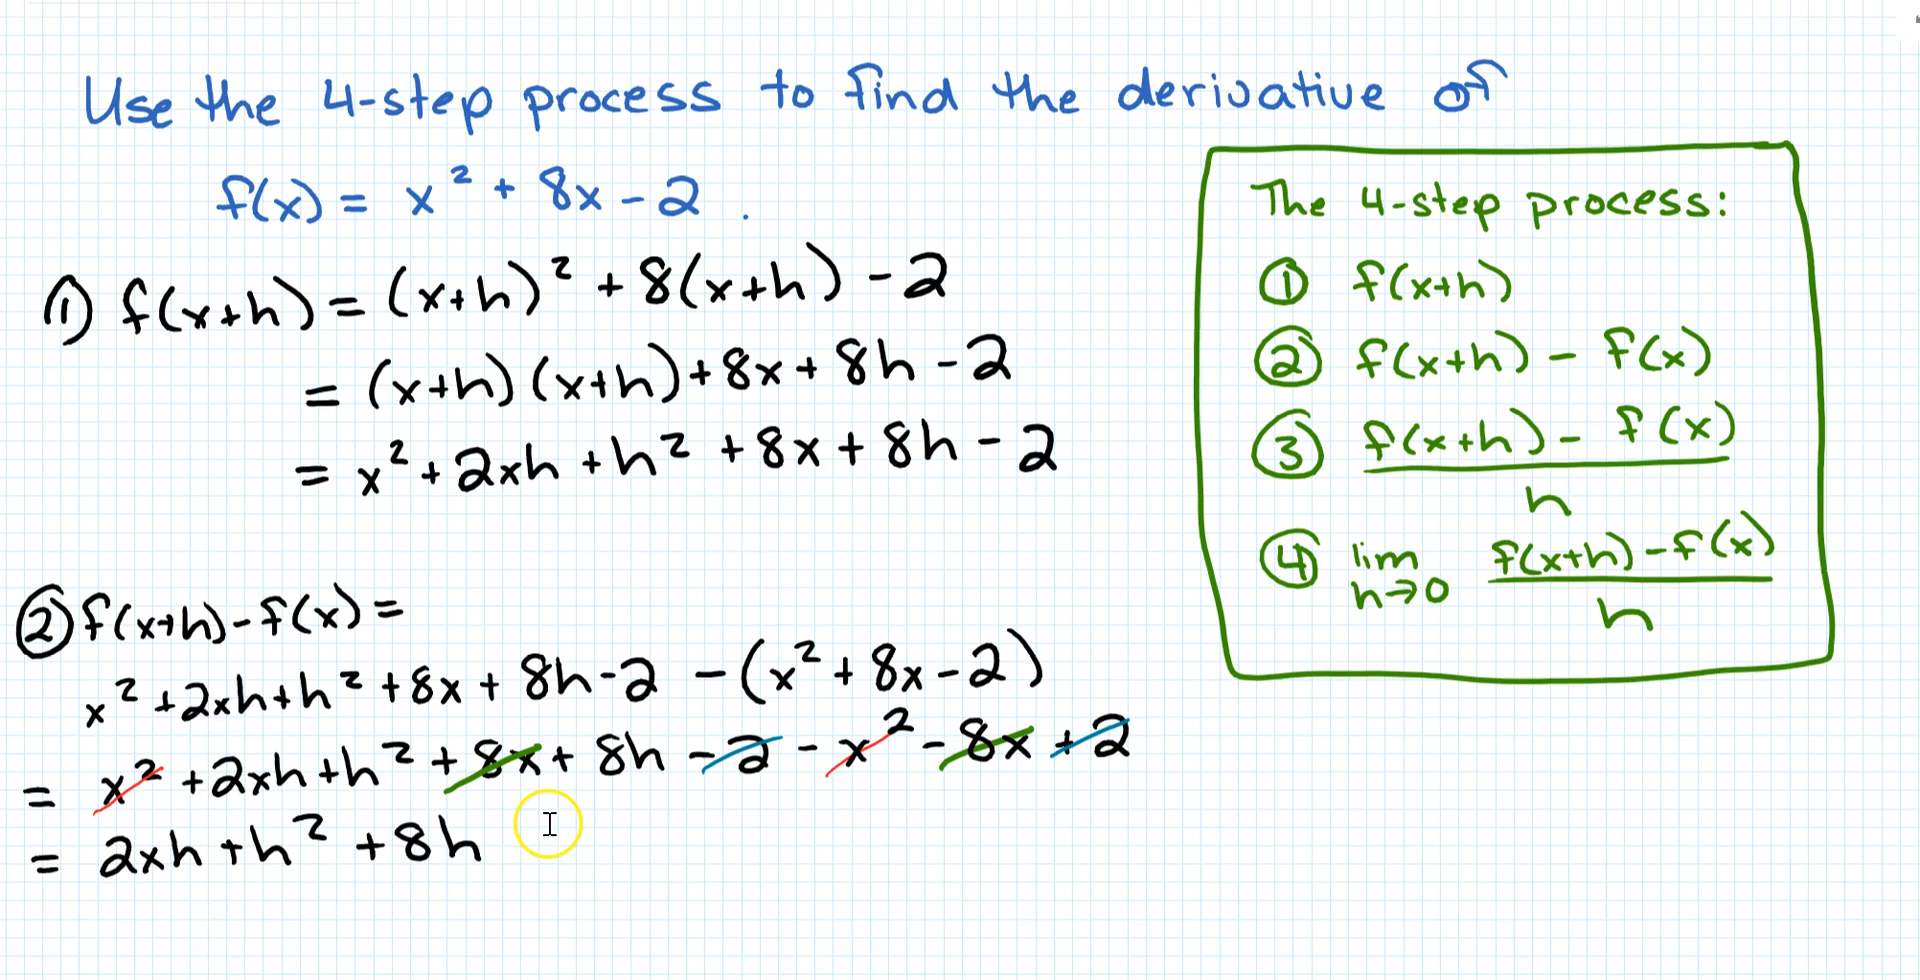 Use the 4-step process to find the derivative of
f(x) = x² + 8x - 2 .
① f(x+h) = (x+h)² + 8(x+h) - 2
= (x+h)(x+h) + 8x + 8h - 2
= x² + 2xh + h² + 8x + 8h - 2
② f(x+h) - f(x) =
x² + 2xh + h² + 8x + 8h - 2 - (x² + 8x - 2)
= x² + 2xh + h² + 8x + 8h - 2 - x² - 8x + 2
= 2xh + h² + 8h
The 4-step process:
① f(x+h)
② f(x+h) - f(x)
③ f(x+h) - f(x)
h
④ lim f(x+h) - f(x)
h→0 h